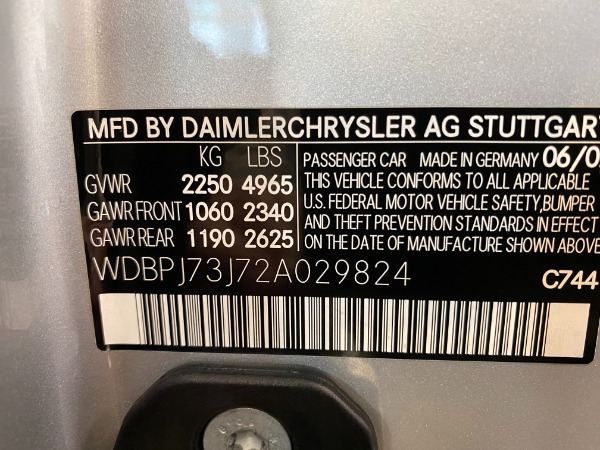 MFD BY DAIMLERCHRYSLER AG STUTTGAR
KG LBS
GVWR 2250 4965
GAWR FRONT 1060 2340
GAWR REAR 1190 2625
PASSENGER CAR MADE IN GERMANY 06/0
THIS VEHICLE CONFORMS TO ALL APPLICABLE
U.S. FEDERAL MOTOR VEHICLE SAFETY,BUMPER
AND THEFT PREVENTION STANDARDS IN EFFECT
ON THE DATE OF MANUFACTURE SHOWN ABOVE
WDBPJ73J72A029824
C744